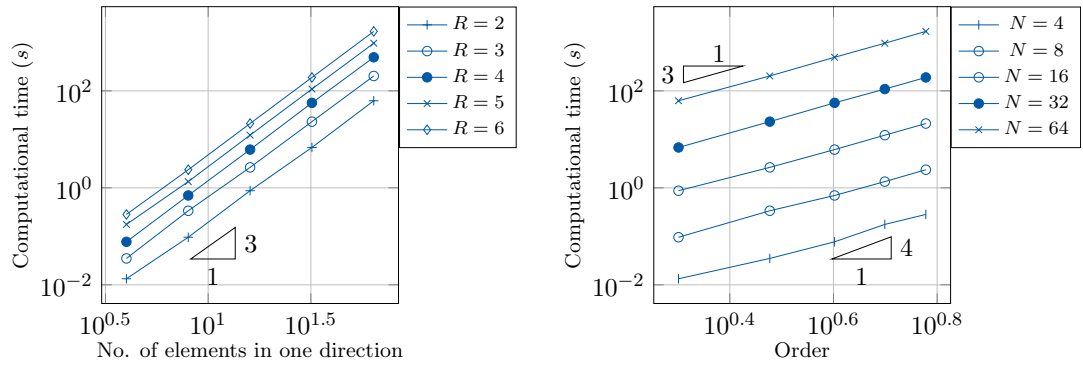 Computational time (s)
10^2
10^0
10^{-2}
10^{0.5}
10^1
10^{1.5}
No. of elements in one direction
3
1
R = 2
R = 3
R = 4
R = 5
R = 6
Computational time (s)
10^2
10^0
10^{-2}
10^{0.4}
10^{0.6}
10^{0.8}
Order
1
3
4
1
N = 4
N = 8
N = 16
N = 32
N = 64